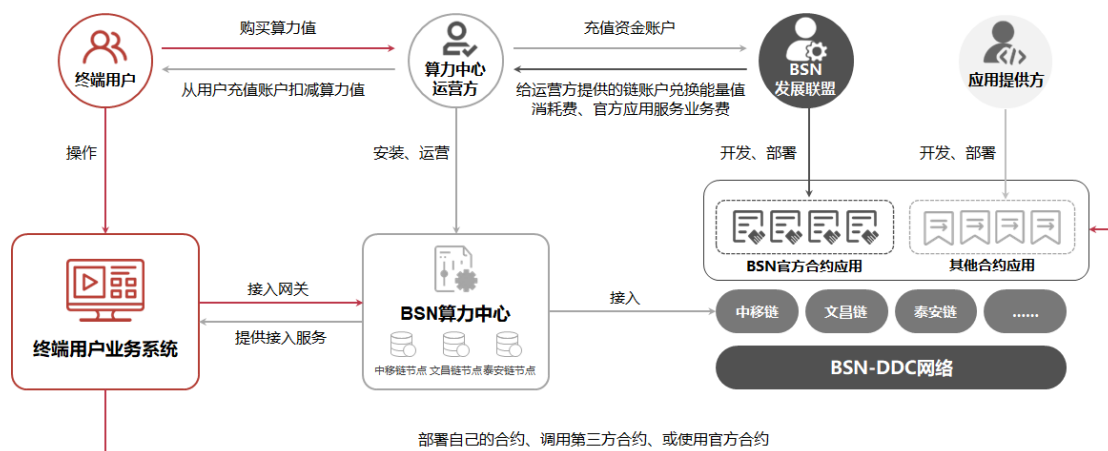 购买算力值
充值资金账户
终端用户
算力中心
运营方
BSN
发展联盟
应用提供方
从用户充值账户扣减算力值
给运营方提供的链账户兑换能量值
消耗费、官方应用服务业务费
操作
安装、运营
开发、部署
开发、部署
BSN官方合约应用
其他合约应用
接入网关
提供接入服务
接入
终端用户业务系统
BSN算力中心
中移链节点
文昌链节点
泰安链节点
中移链
文昌链
泰安链
......
BSN-DDC网络
部署自己的合约、调用第三方合约、或使用官方合约